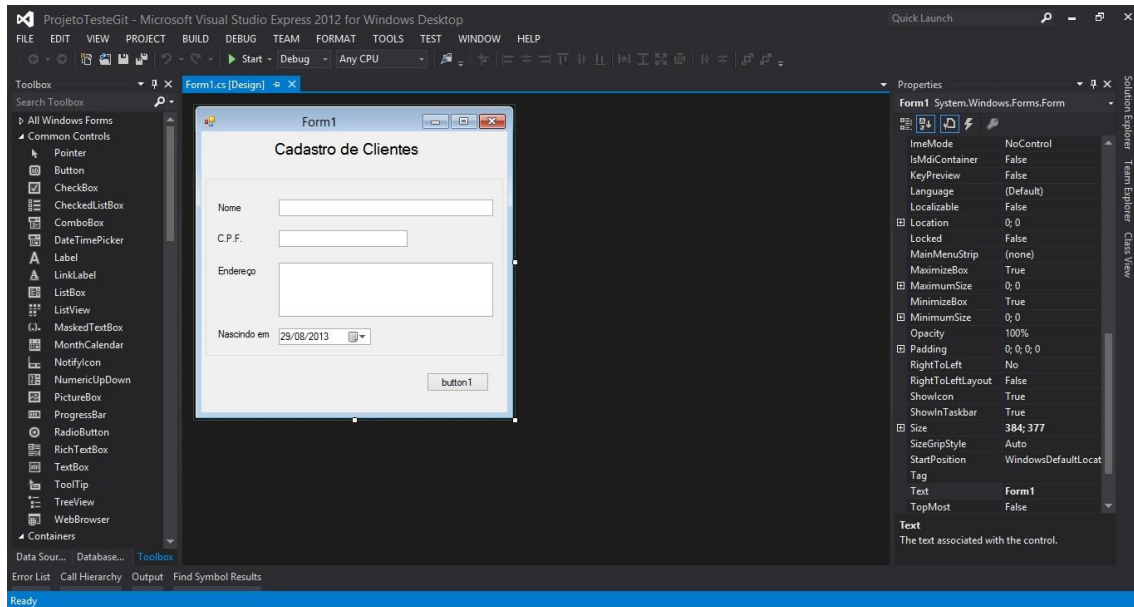 ProjetoTesteGit - Microsoft Visual Studio Express 2012 for Windows Desktop
Quick Launch
FILE EDIT VIEW PROJECT BUILD DEBUG TEAM FORMAT TOOLS TEST WINDOW HELP
Start Debug Any CPU
Toolbox
Search Toolbox
All Windows Forms
Common Controls
Pointer
Button
CheckBox
CheckedListBox
ComboBox
DateTimePicker
Label
LinkLabel
ListBox
ListView
MaskedTextBox
MonthCalendar
NotifyIcon
NumericUpDown
PictureBox
ProgressBar
RadioButton
RichTextBox
TextBox
ToolTip
TreeView
WebBrowser
Containers
Data Sour... Database... Toolbox
Form1.cs [Design]
Form1
Cadastro de Clientes
Nome
C.P.F.
Endereço
Nascindo em 29/08/2013
button1
Properties
Form1 System.Windows.Forms.Form
ImeMode NoControl
IsMdiContainer False
KeyPreview False
Language (Default)
Localizable False
Location 0; 0
Locked False
MainMenuStrip (none)
MaximizeBox True
MaximumSize 0; 0
MinimizeBox True
MinimumSize 0; 0
Opacity 100%
Padding 0; 0; 0; 0
RightToLeft No
RightToLeftLayout False
ShowIcon True
ShowInTaskbar True
Size 384; 377
SizeGripStyle Auto
StartPosition WindowsDefaultLocat
Tag
Text Form1
TopMost False
Text
The text associated with the control.
Solution Explorer
Team Explorer
Class View
Error List Call Hierarchy Output Find Symbol Results
Ready